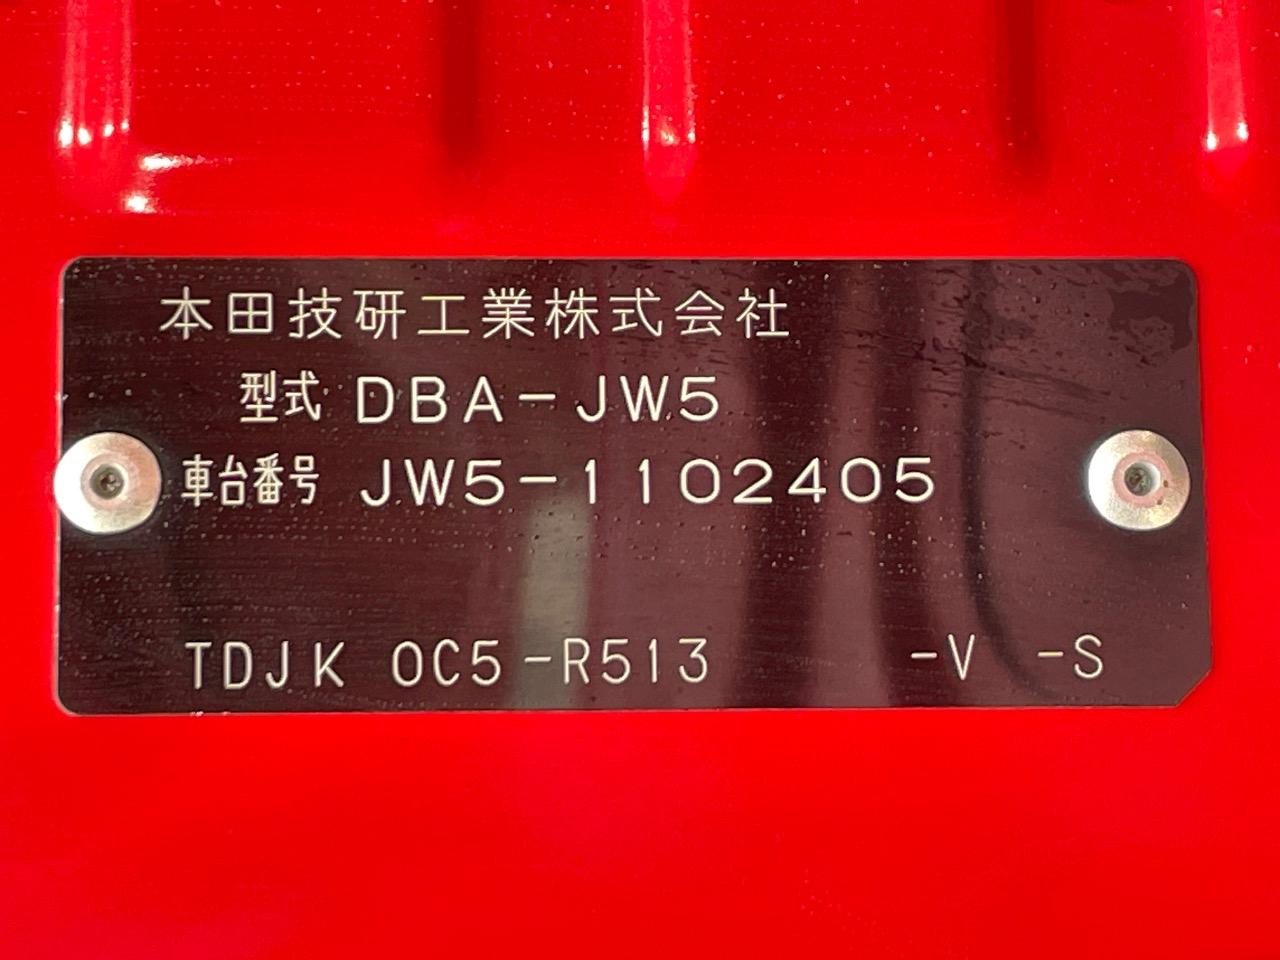 本田技研工業株式会社
型式 DBA-JW5
車台番号 JW5-1102405
TDJK 0C5-R513 -V -S